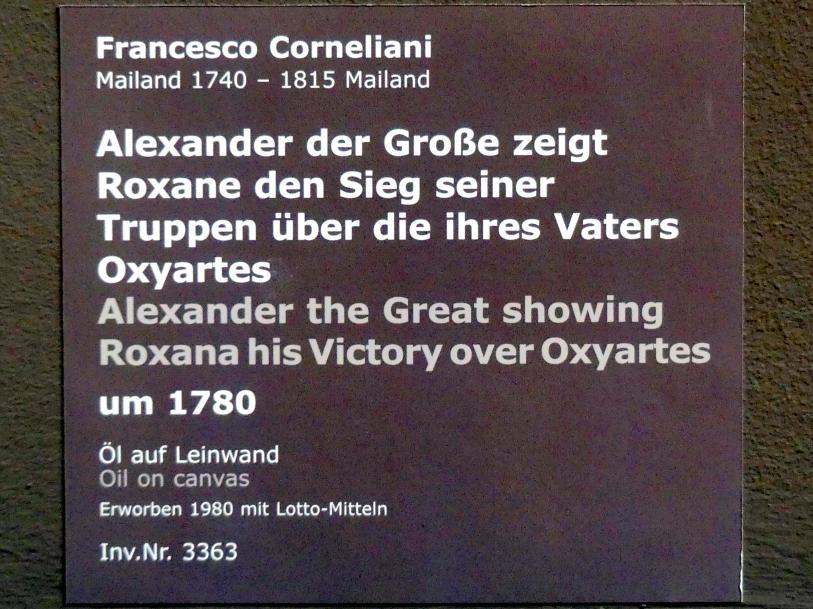 Francesco Corneliani
Mailand 1740 – 1815 Mailand
Alexander der Große zeigt
Roxane den Sieg seiner
Truppen über die ihres Vaters
Oxyartes
Alexander the Great showing
Roxana his Victory over Oxyartes
um 1780
Öl auf Leinwand
Oil on canvas
Erworben 1980 mit Lotto-Mitteln
Inv.Nr. 3363